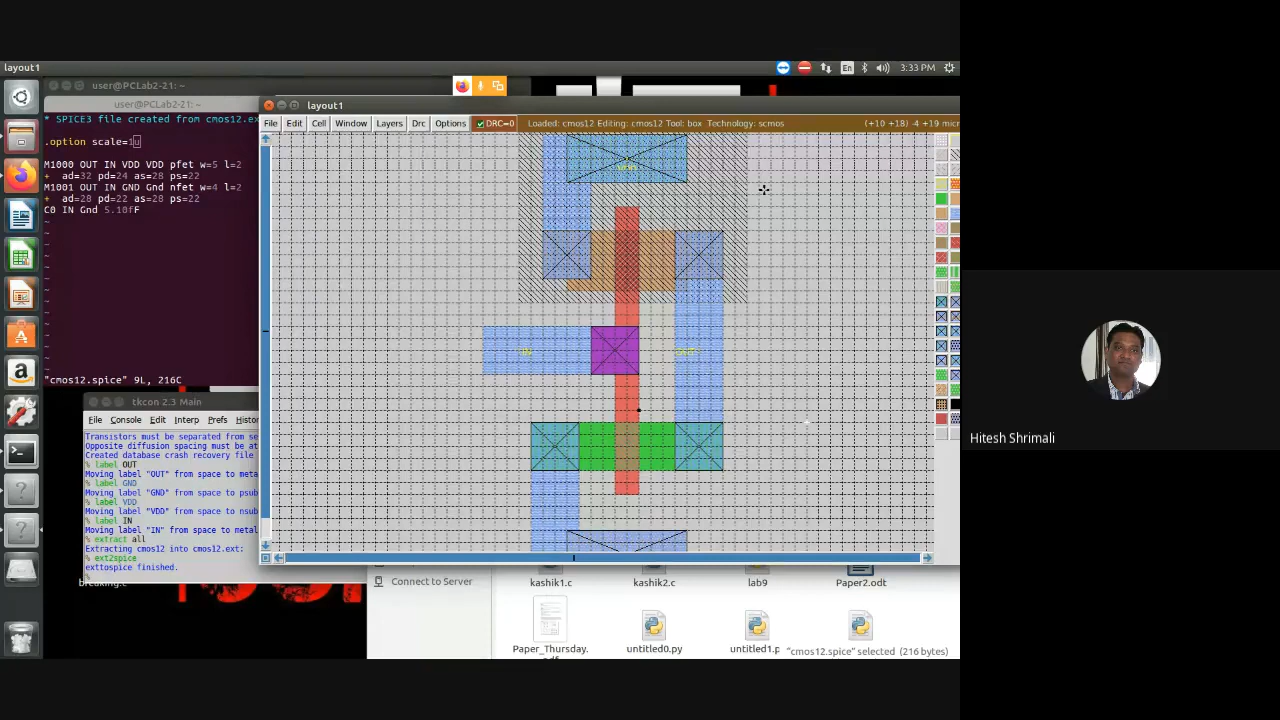 layout1
En
3:33 PM
user@PCLab2-21: ~
user@PCLab2-21: ~
* SPICE3 file created from cmos12.ex
.option scale=1u
M1000 OUT IN VDD VDD pfet w=5 l=2
+ ad=32 pd=24 as=28 ps=22
M1001 OUT IN GND Gnd nfet w=4 l=2
+ ad=28 pd=22 as=28 ps=22
C0 IN Gnd 5.10fF
~
~
~
~
~
~
~
~
~
~
~
~
~
"cmos12.spice" 9L, 216C
layout1
File Edit Cell Window Layers Drc Options DRC=0 Loaded: cmos12 Editing: cmos12 Tool: box Technology: scmos (+10 +18) -4 +19 micr
tkcon 2.3 Main
File Console Edit Interp Prefs Histor
Transistors must be separated from se
Opposite diffusion spacing must be at
Created database crash recovery file
% label OUT
Moving label "OUT" from space to meta
% label GND
Moving label "GND" from space to psub
% label VDD
Moving label "VDD" from space to nsub
% label IN
Moving label "IN" from space to metal
% extract all
Extracting cmos12 into cmos12.ext:
% ext2spice
exttospice finished.
%
breaking.c
Connect to Server
kashik1.c
kashik2.c
lab9
Paper2.odt
Paper_Thursday.
untitled0.py
untitled1.p
"cmos12.spice" selected (216 bytes)
Hitesh Shrimali